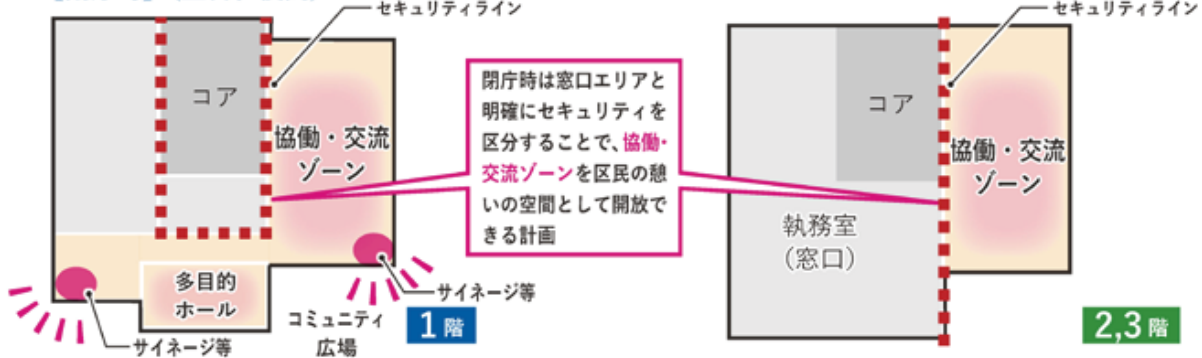 セキュリティライン
コア
協働・交流
ゾーン
多目的
ホール
サイネージ等
サイネージ等
コミュニティ
広場
1階
閉庁時は窓口エリアと
明確にセキュリティを
区分することで、協働・
交流ゾーンを区民の憩
いの空間として開放で
きる計画
セキュリティライン
コア
協働・交流
ゾーン
執務室
(窓口)
2,3階